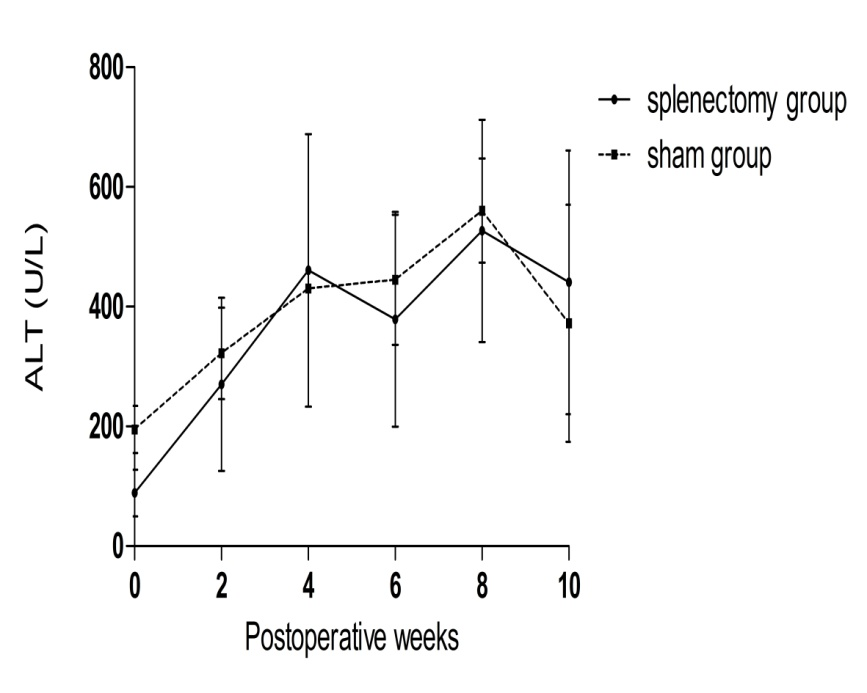 800
600
400
200
0
ALT (U/L)
0 2 4 6 8 10
Postoperative weeks
splenectomy group
sham group